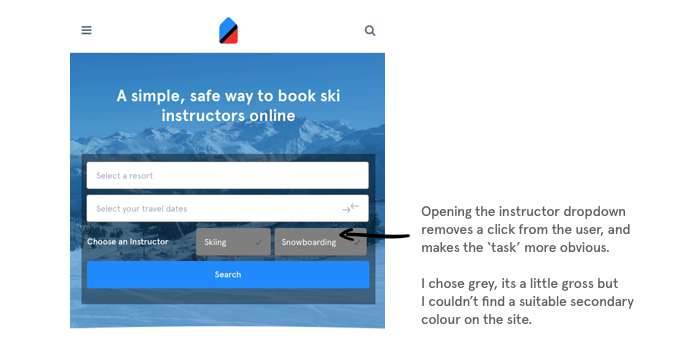 A simple, safe way to book ski
instructors online
Select a resort
Select your travel dates
Choose an Instructor
Skiing
Snowboarding
Search
Opening the instructor dropdown
removes a click from the user, and
makes the ‘task’ more obvious.
I chose grey, its a little gross but
I couldn’t find a suitable secondary
colour on the site.